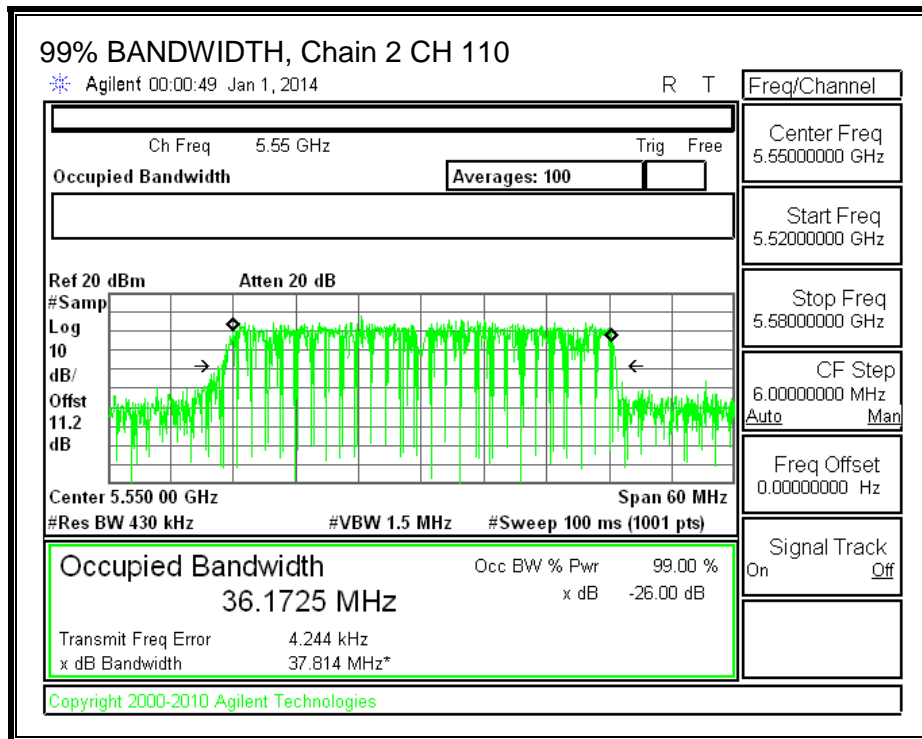 99% BANDWIDTH, Chain 2 CH 110
Agilent 00:00:49 Jan 1, 2014 R T
Freq/Channel
Ch Freq 5.55 GHz Trig Free
Occupied Bandwidth Averages: 100
Center Freq
5.55000000 GHz
Start Freq
5.52000000 GHz
Stop Freq
5.58000000 GHz
CF Step
6.00000000 MHz
Auto Man
Freq Offset
0.00000000 Hz
Signal Track
On Off
Ref 20 dBm Atten 20 dB
#Samp
Log
10
dB/
Offst
11.2
dB
Center 5.550 00 GHz Span 60 MHz
#Res BW 430 kHz #VBW 1.5 MHz #Sweep 100 ms (1001 pts)
Occupied Bandwidth Occ BW % Pwr 99.00 %
36.1725 MHz x dB -26.00 dB
Transmit Freq Error 4.244 kHz
x dB Bandwidth 37.814 MHz*
Copyright 2000-2010 Agilent Technologies